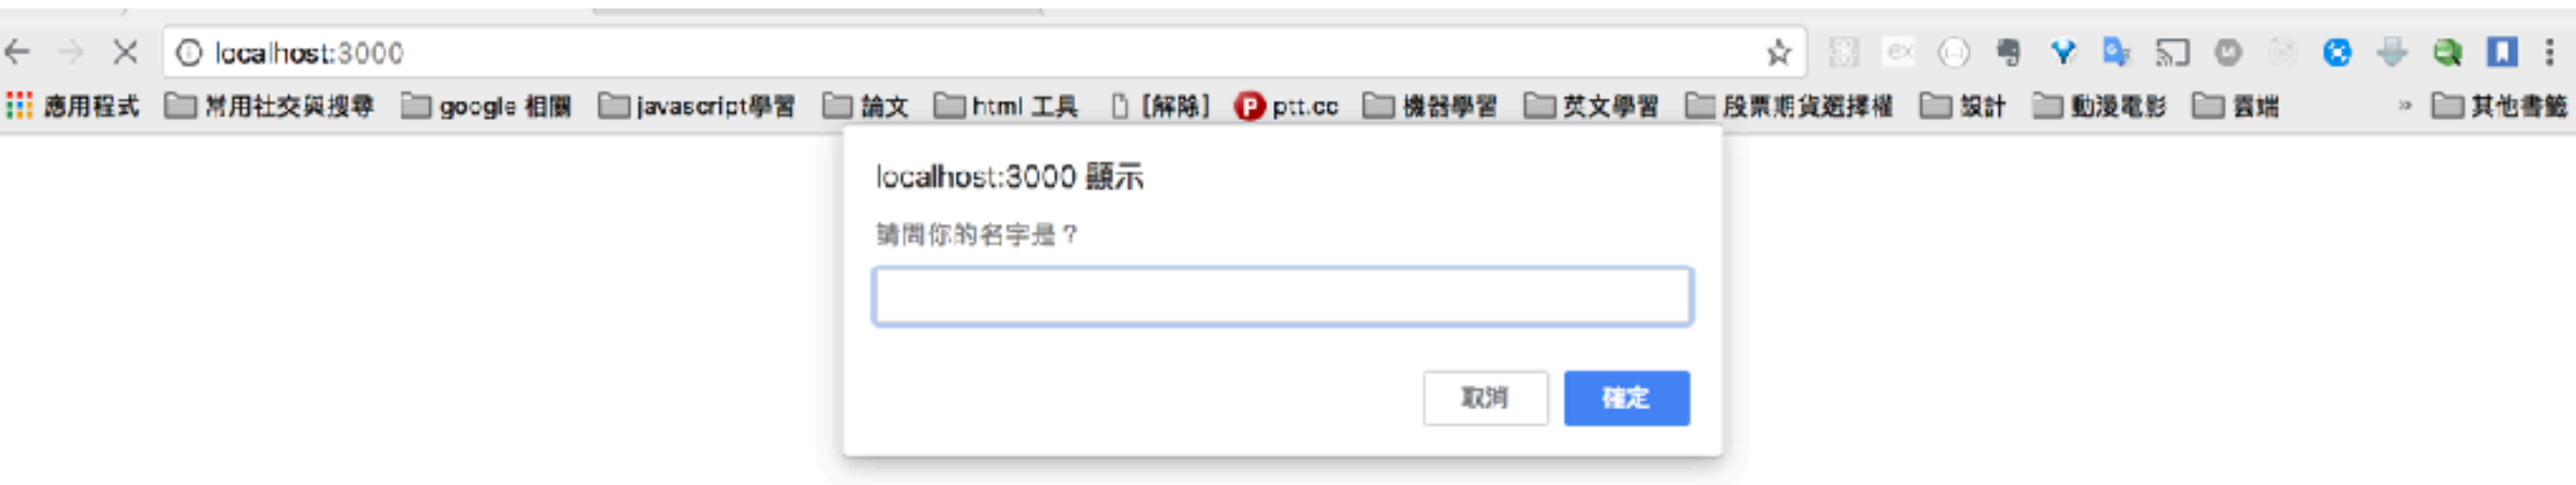 localhost:3000
應用程式 常用社交與搜尋 google 相關 javascript學習 論文 html 工具 [解除] ptt.cc 機器學習 英文學習 股票期貨選擇權 設計 動漫電影 雲端 » 其他書籤
localhost:3000 顯示
請問你的名字是？
取消 確定